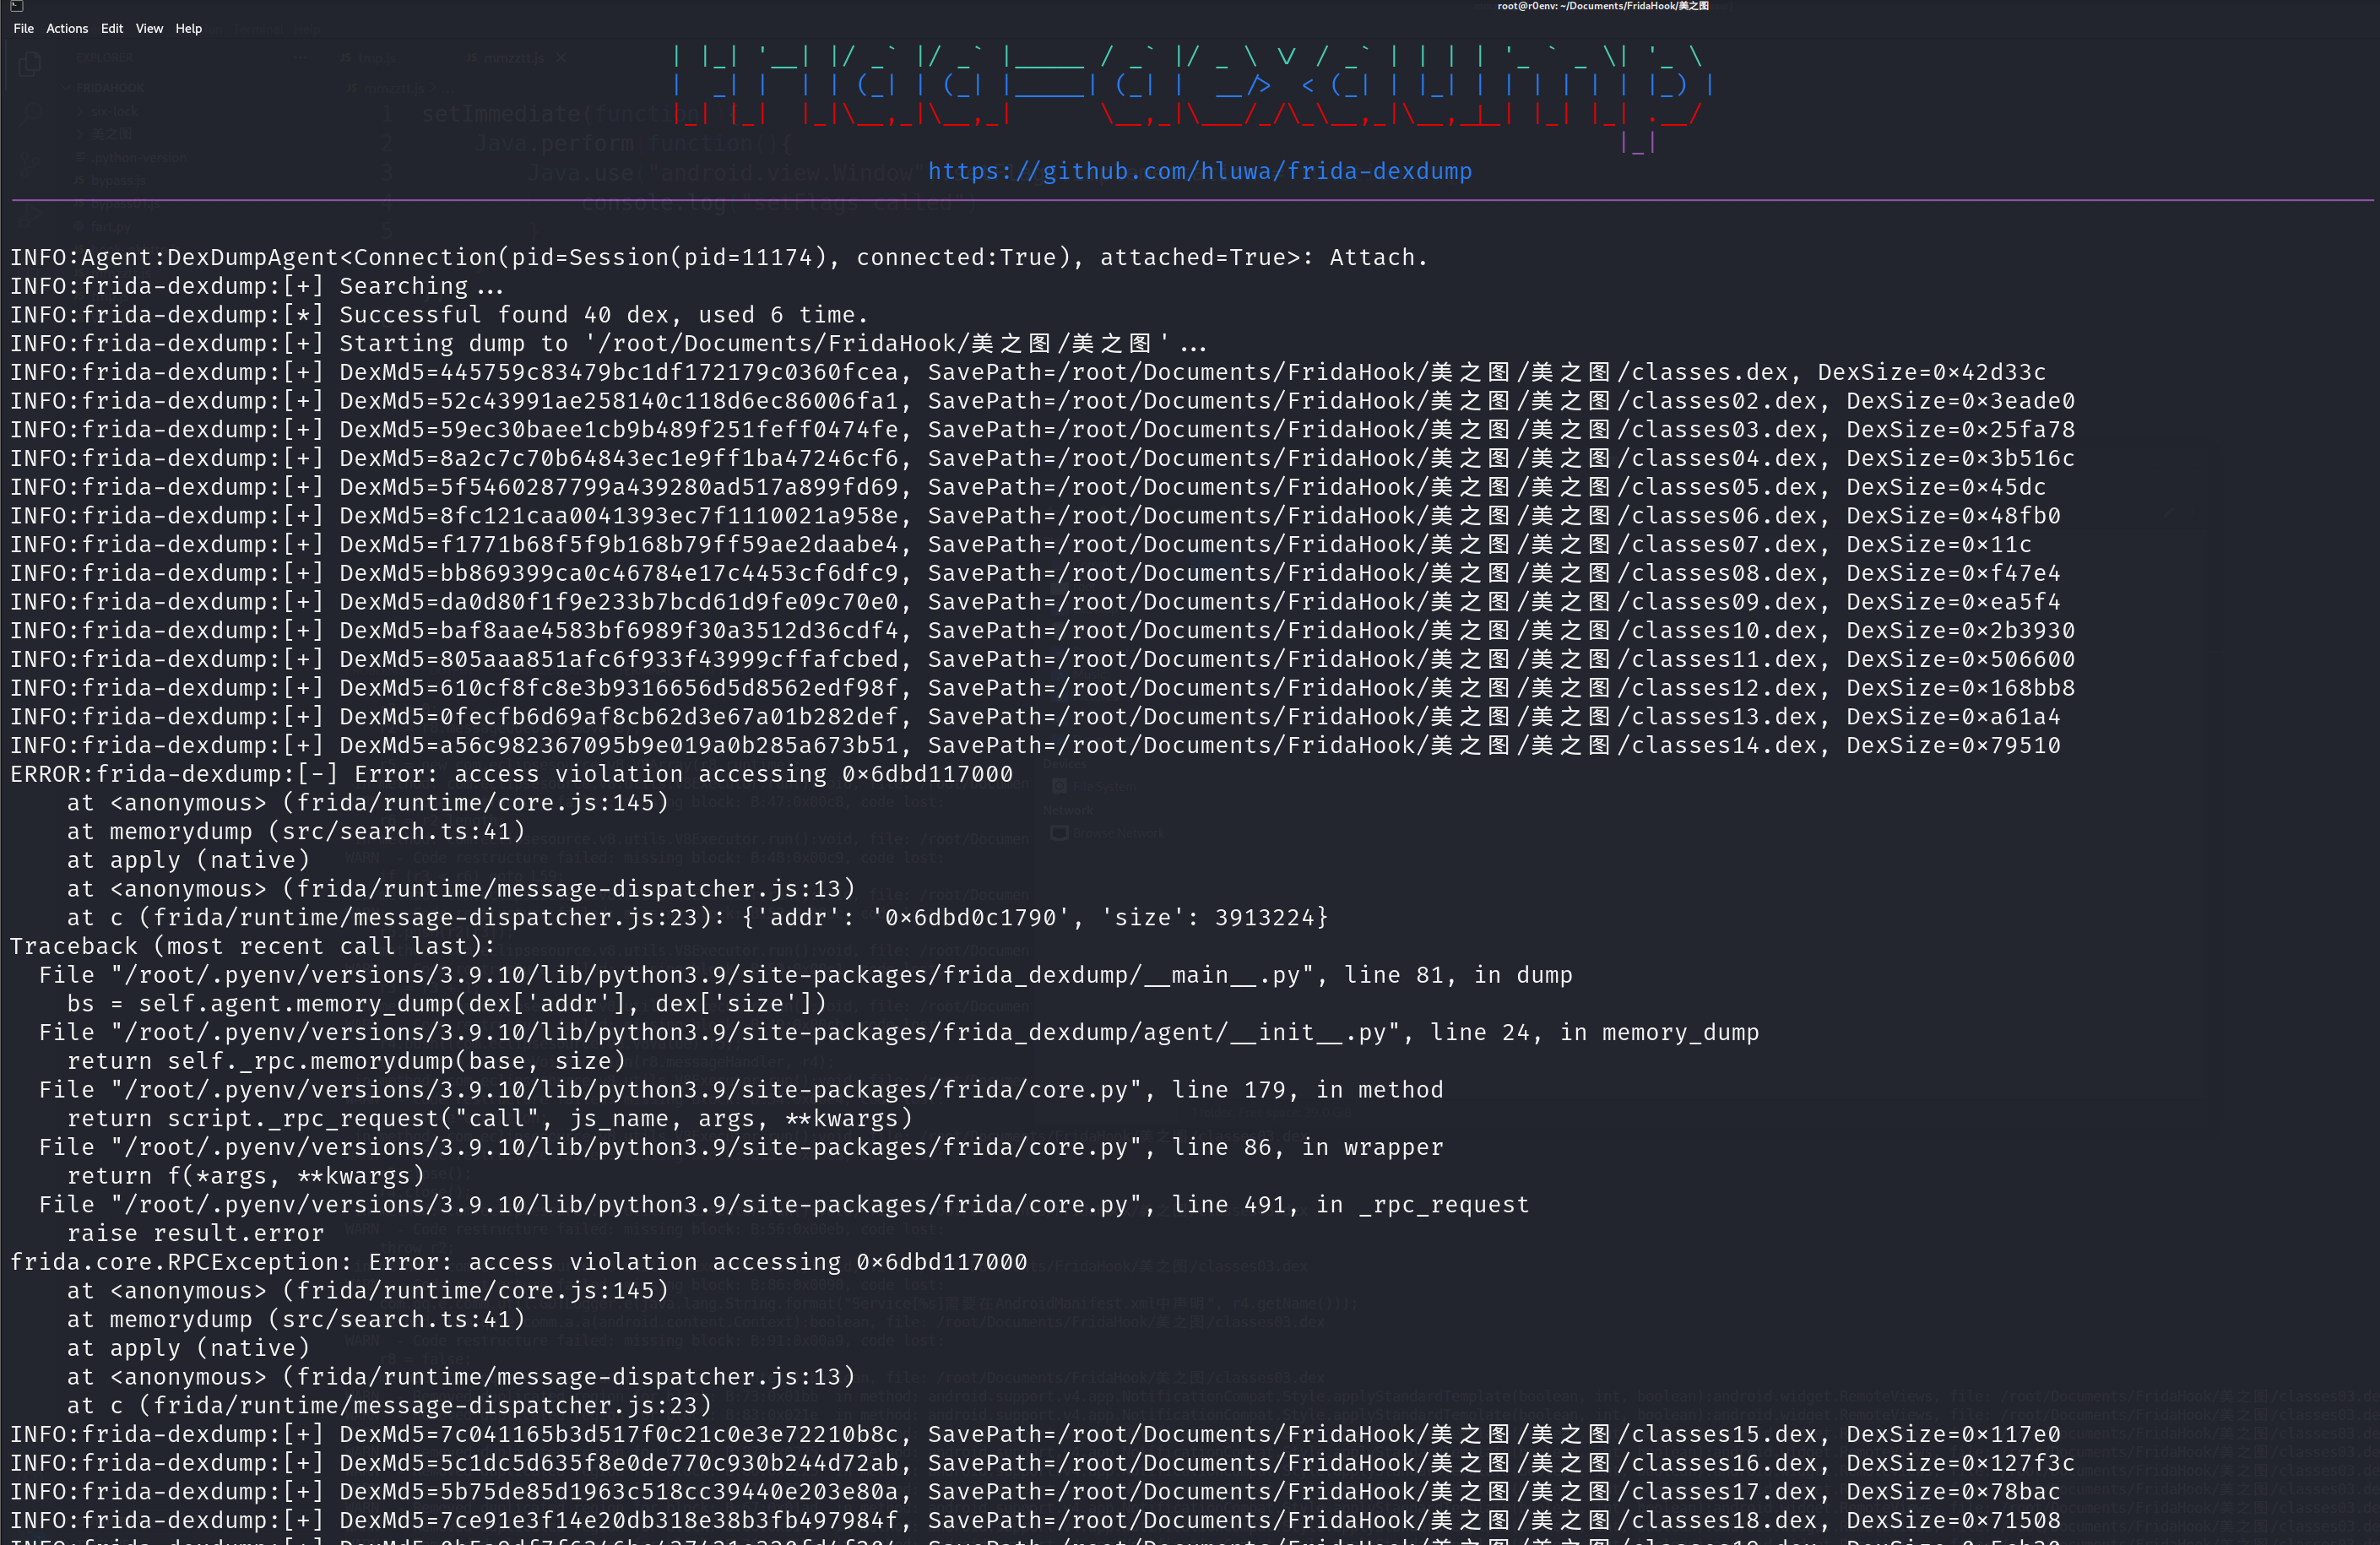 root@r0env: ~/Documents/FridaHook/美之图
File Actions Edit View Help
https://github.com/hluwa/frida-dexdump
INFO:Agent:DexDumpAgent<Connection(pid=Session(pid=11174), connected:True), attached=True>: Attach.
INFO:frida-dexdump:[+] Searching...
INFO:frida-dexdump:[*] Successful found 40 dex, used 6 time.
INFO:frida-dexdump:[+] Starting dump to '/root/Documents/FridaHook/美之图/美之图'...
INFO:frida-dexdump:[+] DexMd5=445759c83479bc1df172179c0360fcea, SavePath=/root/Documents/FridaHook/美之图/美之图/classes.dex, DexSize=0x42d33c
INFO:frida-dexdump:[+] DexMd5=52c43991ae258140c118d6ec86006fa1, SavePath=/root/Documents/FridaHook/美之图/美之图/classes02.dex, DexSize=0x3eade0
INFO:frida-dexdump:[+] DexMd5=59ec30baee1cb9b489f251feff0474fe, SavePath=/root/Documents/FridaHook/美之图/美之图/classes03.dex, DexSize=0x25fa78
INFO:frida-dexdump:[+] DexMd5=8a2c7c70b64843ec1e9ff1ba47246cf6, SavePath=/root/Documents/FridaHook/美之图/美之图/classes04.dex, DexSize=0x3b516c
INFO:frida-dexdump:[+] DexMd5=5f5460287799a439280ad517a899fd69, SavePath=/root/Documents/FridaHook/美之图/美之图/classes05.dex, DexSize=0x45dc
INFO:frida-dexdump:[+] DexMd5=8fc121caa0041393ec7f1110021a958e, SavePath=/root/Documents/FridaHook/美之图/美之图/classes06.dex, DexSize=0x48fb0
INFO:frida-dexdump:[+] DexMd5=f1771b68f5f9b168b79ff59ae2daabe4, SavePath=/root/Documents/FridaHook/美之图/美之图/classes07.dex, DexSize=0x11c
INFO:frida-dexdump:[+] DexMd5=bb869399ca0c46784e17c4453cf6dfc9, SavePath=/root/Documents/FridaHook/美之图/美之图/classes08.dex, DexSize=0xf47e4
INFO:frida-dexdump:[+] DexMd5=da0d80f1f9e233b7bcd61d9fe09c70e0, SavePath=/root/Documents/FridaHook/美之图/美之图/classes09.dex, DexSize=0xea5f4
INFO:frida-dexdump:[+] DexMd5=baf8aae4583bf6989f30a3512d36cdf4, SavePath=/root/Documents/FridaHook/美之图/美之图/classes10.dex, DexSize=0x2b3930
INFO:frida-dexdump:[+] DexMd5=805aaa851afc6f933f43999cffafcbed, SavePath=/root/Documents/FridaHook/美之图/美之图/classes11.dex, DexSize=0x506600
INFO:frida-dexdump:[+] DexMd5=610cf8fc8e3b9316656d5d8562edf98f, SavePath=/root/Documents/FridaHook/美之图/美之图/classes12.dex, DexSize=0x168bb8
INFO:frida-dexdump:[+] DexMd5=0fecfb6d69af8cb62d3e67a01b282def, SavePath=/root/Documents/FridaHook/美之图/美之图/classes13.dex, DexSize=0xa61a4
INFO:frida-dexdump:[+] DexMd5=a56c982367095b9e019a0b285a673b51, SavePath=/root/Documents/FridaHook/美之图/美之图/classes14.dex, DexSize=0x79510
ERROR:frida-dexdump:[-] Error: access violation accessing 0x6dbd117000
at <anonymous> (frida/runtime/core.js:145)
at memorydump (src/search.ts:41)
at apply (native)
at <anonymous> (frida/runtime/message-dispatcher.js:13)
at c (frida/runtime/message-dispatcher.js:23): {'addr': '0x6dbd0c1790', 'size': 3913224}
Traceback (most recent call last):
File "/root/.pyenv/versions/3.9.10/lib/python3.9/site-packages/frida_dexdump/__main__.py", line 81, in dump
bs = self.agent.memory_dump(dex['addr'], dex['size'])
File "/root/.pyenv/versions/3.9.10/lib/python3.9/site-packages/frida_dexdump/agent/__init__.py", line 24, in memory_dump
return self._rpc.memorydump(base, size)
File "/root/.pyenv/versions/3.9.10/lib/python3.9/site-packages/frida/core.py", line 179, in method
return script._rpc_request("call", js_name, args, **kwargs)
File "/root/.pyenv/versions/3.9.10/lib/python3.9/site-packages/frida/core.py", line 86, in wrapper
return f(*args, **kwargs)
File "/root/.pyenv/versions/3.9.10/lib/python3.9/site-packages/frida/core.py", line 491, in _rpc_request
raise result.error
frida.core.RPCException: Error: access violation accessing 0x6dbd117000
at <anonymous> (frida/runtime/core.js:145)
at memorydump (src/search.ts:41)
at apply (native)
at <anonymous> (frida/runtime/message-dispatcher.js:13)
at c (frida/runtime/message-dispatcher.js:23)
INFO:frida-dexdump:[+] DexMd5=7c041165b3d517f0c21c0e3e72210b8c, SavePath=/root/Documents/FridaHook/美之图/美之图/classes15.dex, DexSize=0x117e0
INFO:frida-dexdump:[+] DexMd5=5c1dc5d635f8e0de770c930b244d72ab, SavePath=/root/Documents/FridaHook/美之图/美之图/classes16.dex, DexSize=0x127f3c
INFO:frida-dexdump:[+] DexMd5=5b75de85d1963c518cc39440e203e80a, SavePath=/root/Documents/FridaHook/美之图/美之图/classes17.dex, DexSize=0x78bac
INFO:frida-dexdump:[+] DexMd5=7ce91e3f14e20db318e38b3fb497984f, SavePath=/root/Documents/FridaHook/美之图/美之图/classes18.dex, DexSize=0x71508